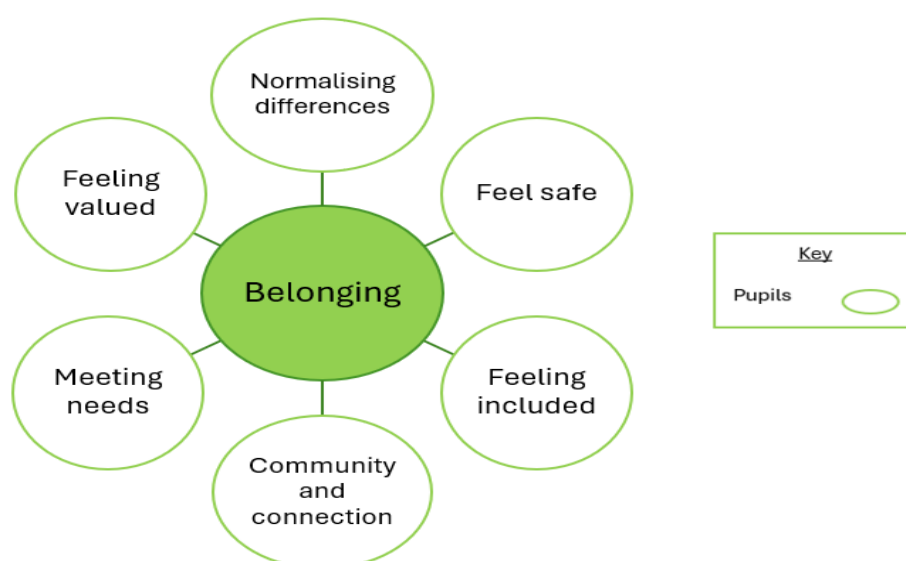 Normalising
differences
Feeling
valued
Feel safe
Belonging
Meeting
needs
Feeling
included
Community
and
connection
Key
Pupils